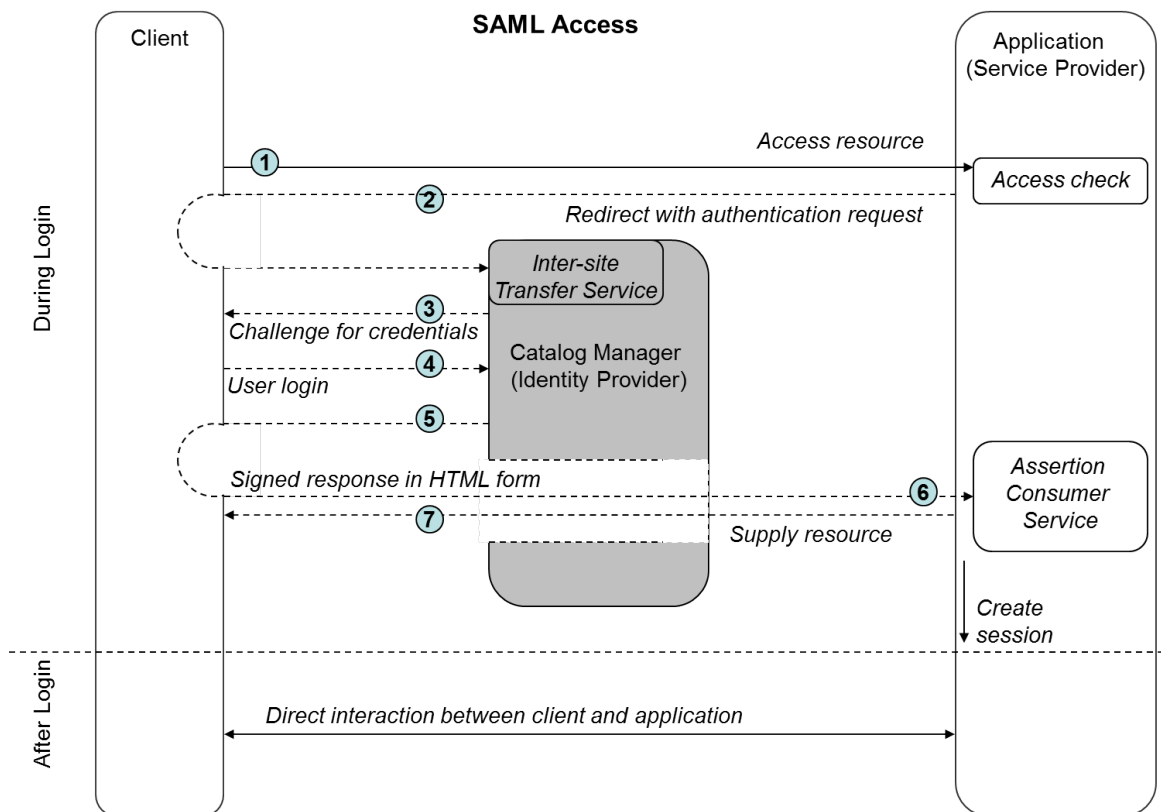 SAML Access
Client
Application
(Service Provider)
During Login
1
Access resource
Access check
2
Redirect with authentication request
Inter-site
Transfer Service
3
Challenge for credentials
Catalog Manager
(Identity Provider)
4
User login
5
Signed response in HTML form
6
Assertion
Consumer
Service
7
Supply resource
Create
session
After Login
Direct interaction between client and application